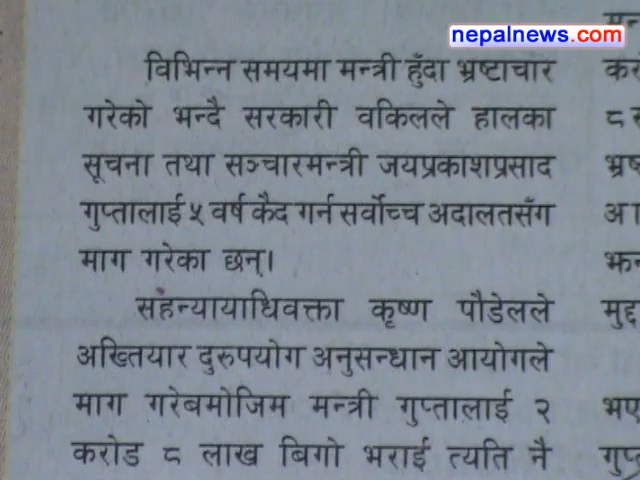 nepalnews.com
विभिन्न समयमा मन्त्री हुँदा भ्रष्टाचार
गरेको भन्दै सरकारी वकिलले हालका
सूचना तथा सञ्चारमन्त्री जयप्रकाशप्रसाद
गुप्तालाई ५ वर्ष कैद गर्न सर्वोच्च अदालतसँग
माग गरेका छन्।
सहन्यायाधिवक्ता कृष्ण पौडेलले
अख्तियार दुरुपयोग अनुसन्धान आयोगले
माग गरेबमोजिम मन्त्री गुप्तालाई २
करोड ८ लाख बिगो भराई त्यति नै